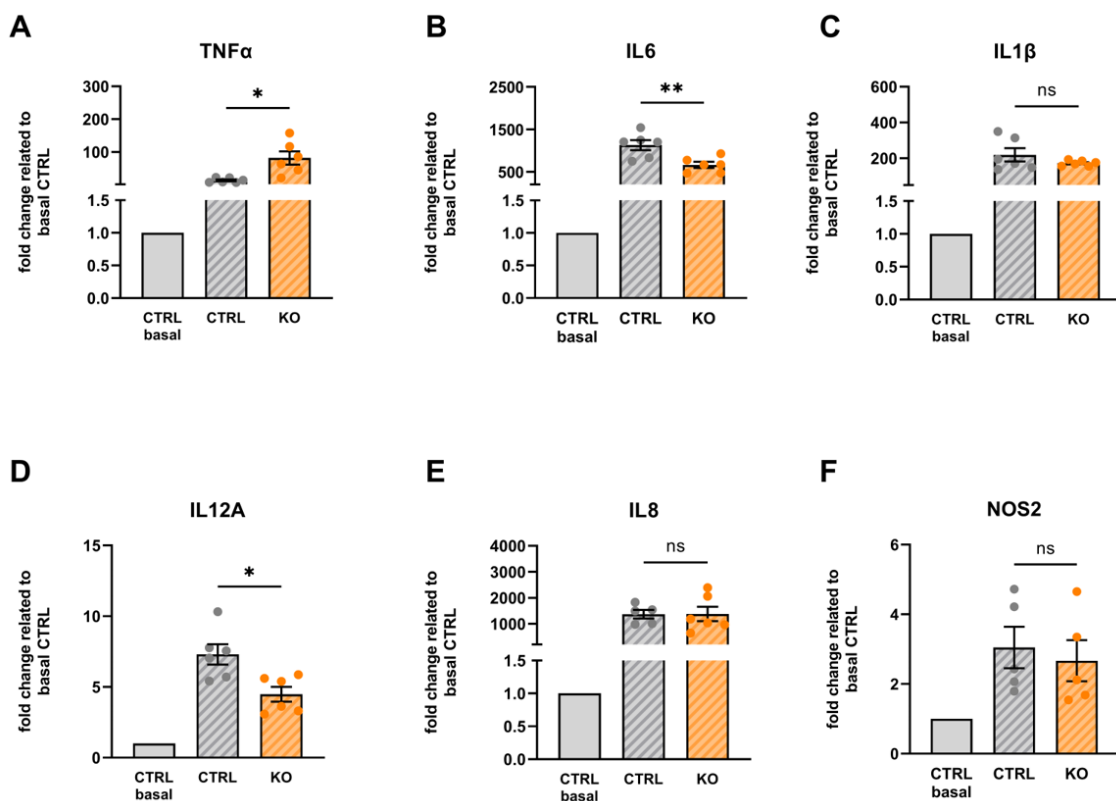 A
TNFα
fold change related to
basal CTRL
300
200
100
1.5
1.0
0.5
0.0
*
CTRL
basal
CTRL
KO
B
IL6
fold change related to
basal CTRL
2500
1500
500
1.5
1.0
0.5
0.0
**
CTRL
basal
CTRL
KO
C
IL1β
fold change related to
basal CTRL
600
400
200
1.5
1.0
0.5
0.0
ns
CTRL
basal
CTRL
KO
D
IL12A
fold change related to
basal CTRL
15
10
5
0
*
CTRL
basal
CTRL
KO
E
IL8
fold change related to
basal CTRL
4000
3000
2000
1000
1.5
1.0
0.5
0.0
ns
CTRL
basal
CTRL
KO
F
NOS2
fold change related to
basal CTRL
6
4
2
0
ns
CTRL
basal
CTRL
KO